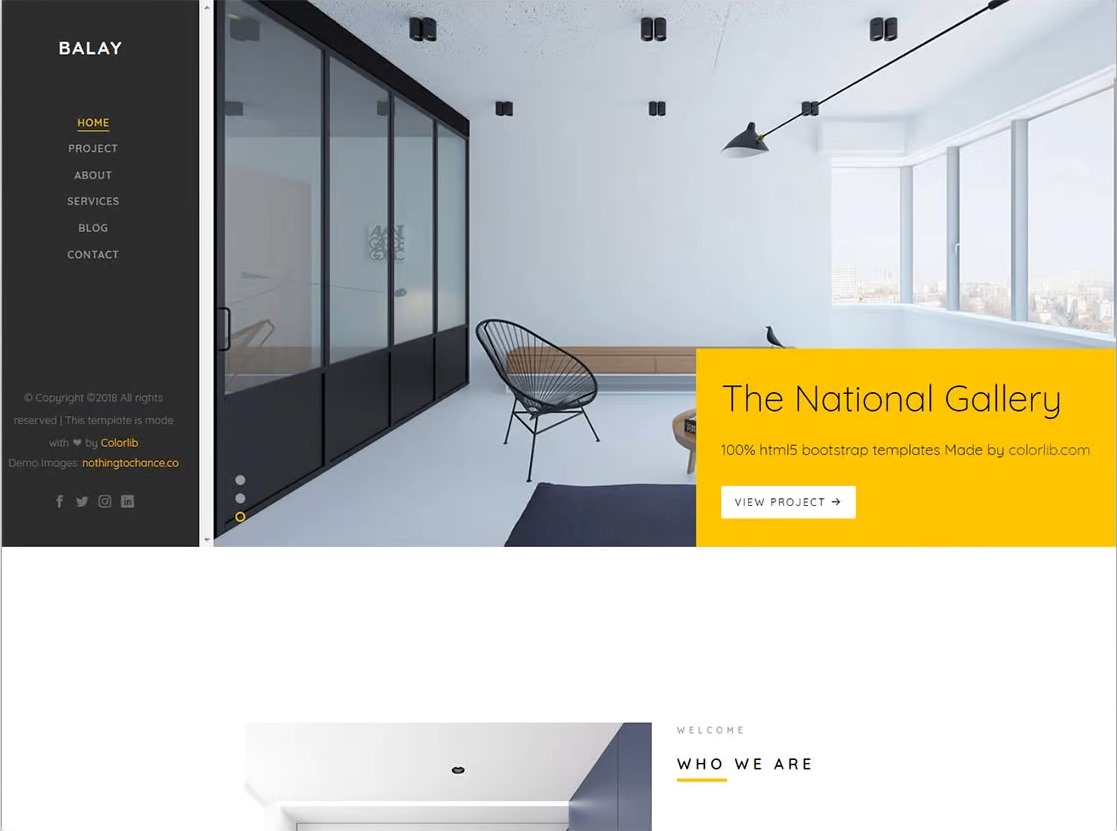 BALAY
HOME
PROJECT
ABOUT
SERVICES
BLOG
CONTACT
© Copyright ©2018 All rights
reserved | This template is made
with ❤ by Colorlib
Demo Images: nothingtochance.co
The National Gallery
100% html5 bootstrap templates Made by colorlib.com
VIEW PROJECT →
WELCOME
WHO WE ARE